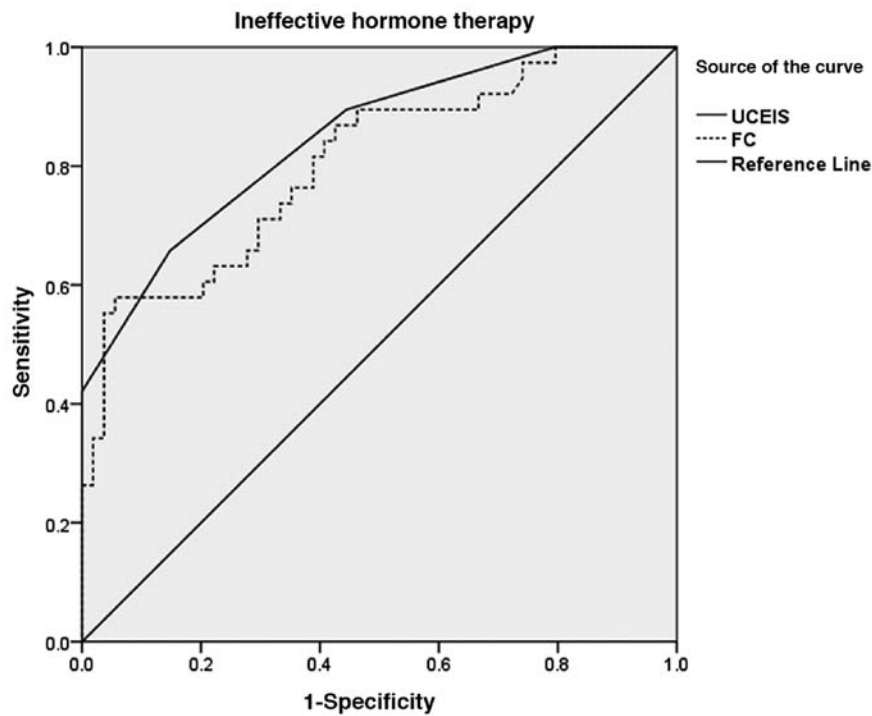 Ineffective hormone therapy
Source of the curve
UCEIS
FC
Reference Line
Sensitivity
1.0
0.8
0.6
0.4
0.2
0.0
0.0 0.2 0.4 0.6 0.8 1.0
1-Specificity